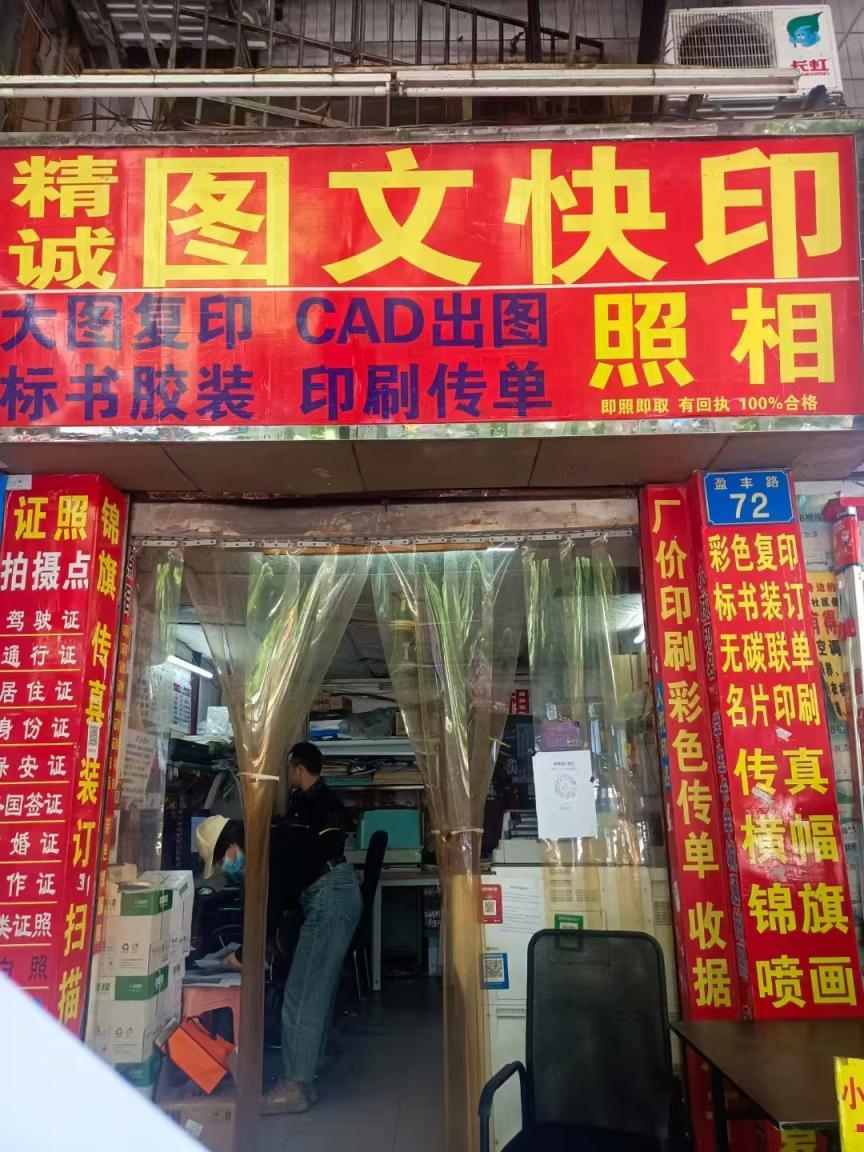 长虹
CHANGHONG
精诚
图文快印
大图复印 CAD出图
标书胶装 印刷传单
照相
即照即取 有回执 100%合格
证照
拍摄点
驾驶证
通行证
居住证
身份证
保安证
国签证
婚证
作证
类证照
锦旗
传真
装订
扫描
厂价印刷彩色传单
收据
盈丰路
72
彩色复印
标书装订
无碳联单
名片印刷
传真
横幅
锦旗
喷画
小